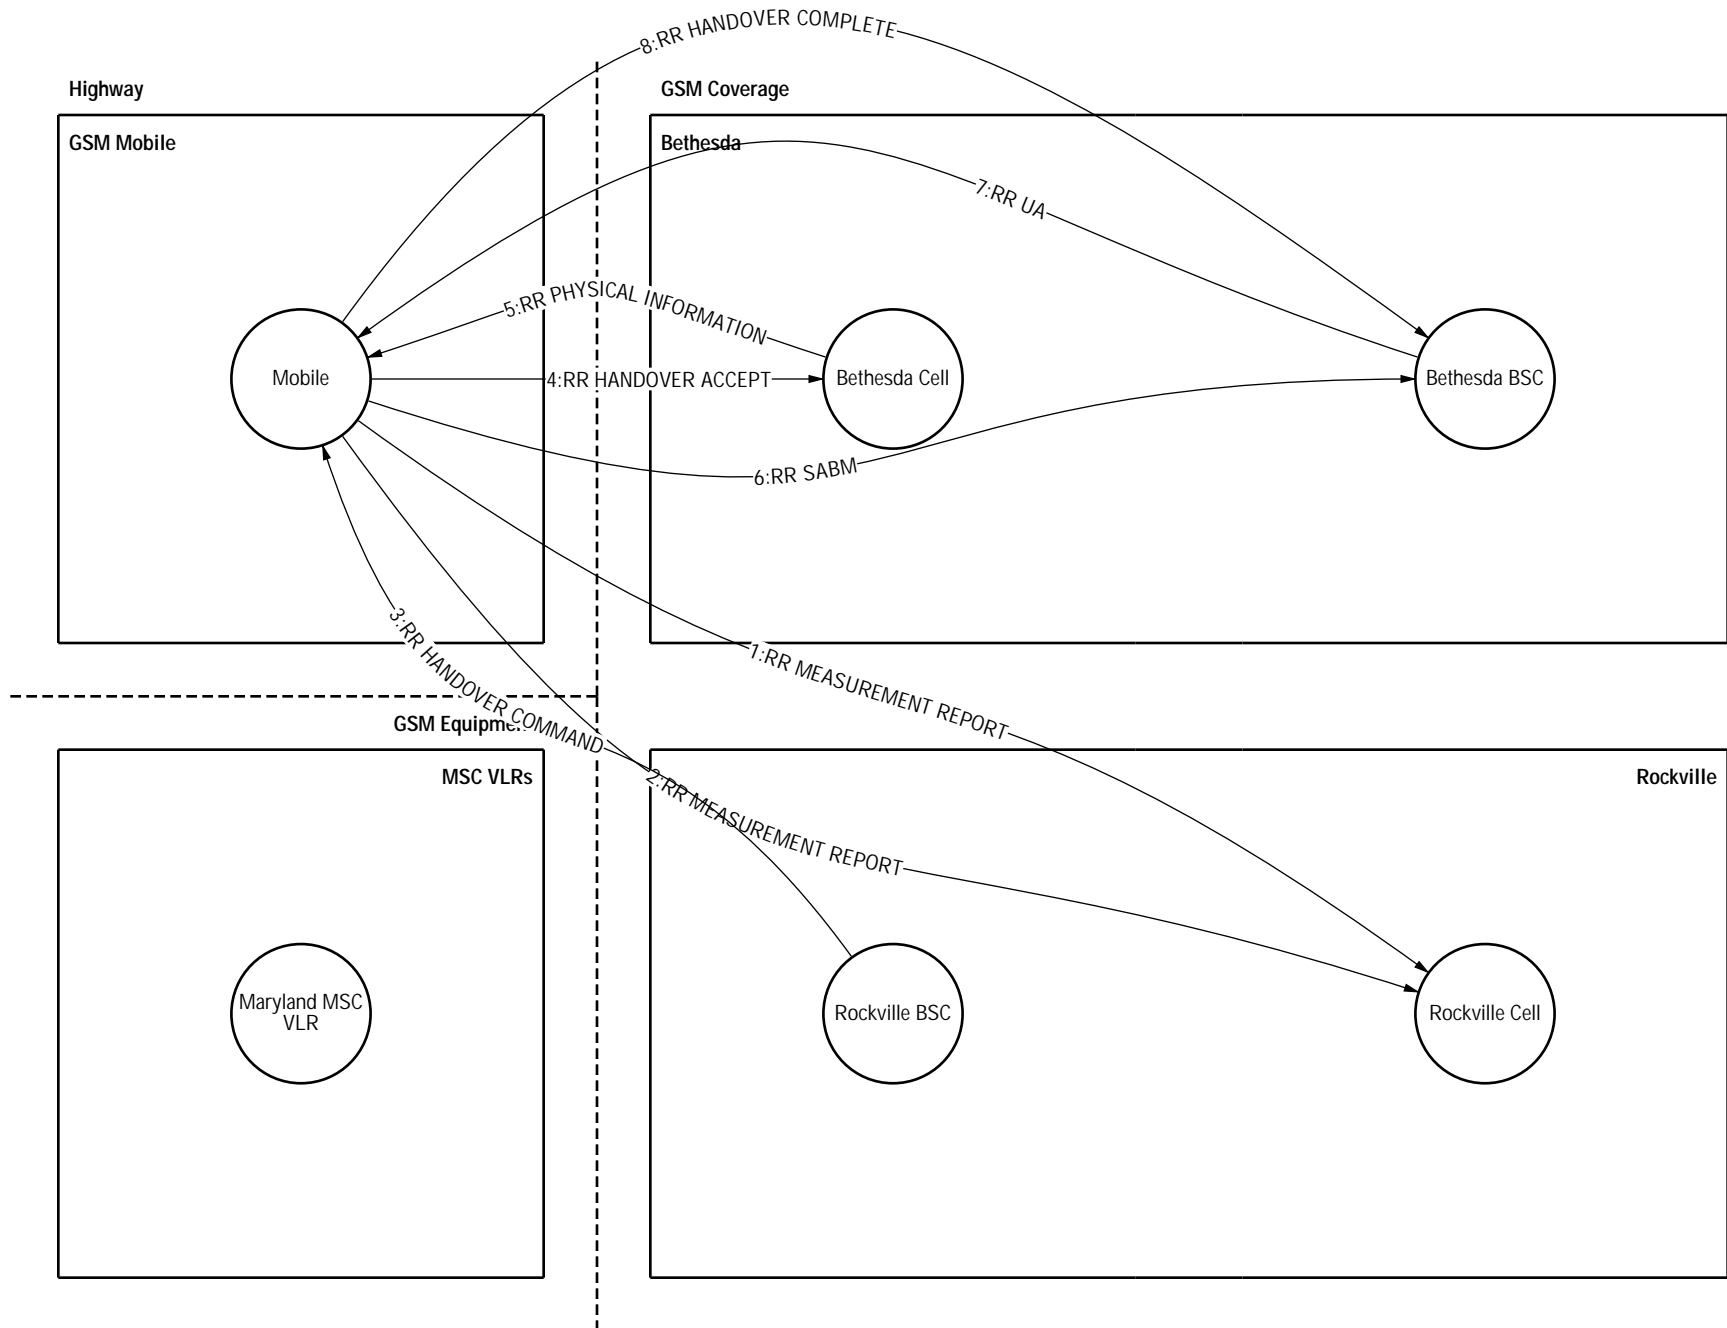 8:RR HANDOVER COMPLETE
Highway
GSM Coverage
GSM Mobile
Bethesda
7:RR UA
5:RR PHYSICAL INFORMATION
Mobile
4:RR HANDOVER ACCEPT
Bethesda Cell
Bethesda BSC
6:RR SABM
3:RR HANDOVER COMMAND
1:RR MEASUREMENT REPORT
GSM
MSC VLRs
2:RR MEASUREMENT REPORT
Rockville
Maryland MSC
VLR
Rockville BSC
Rockville Cell